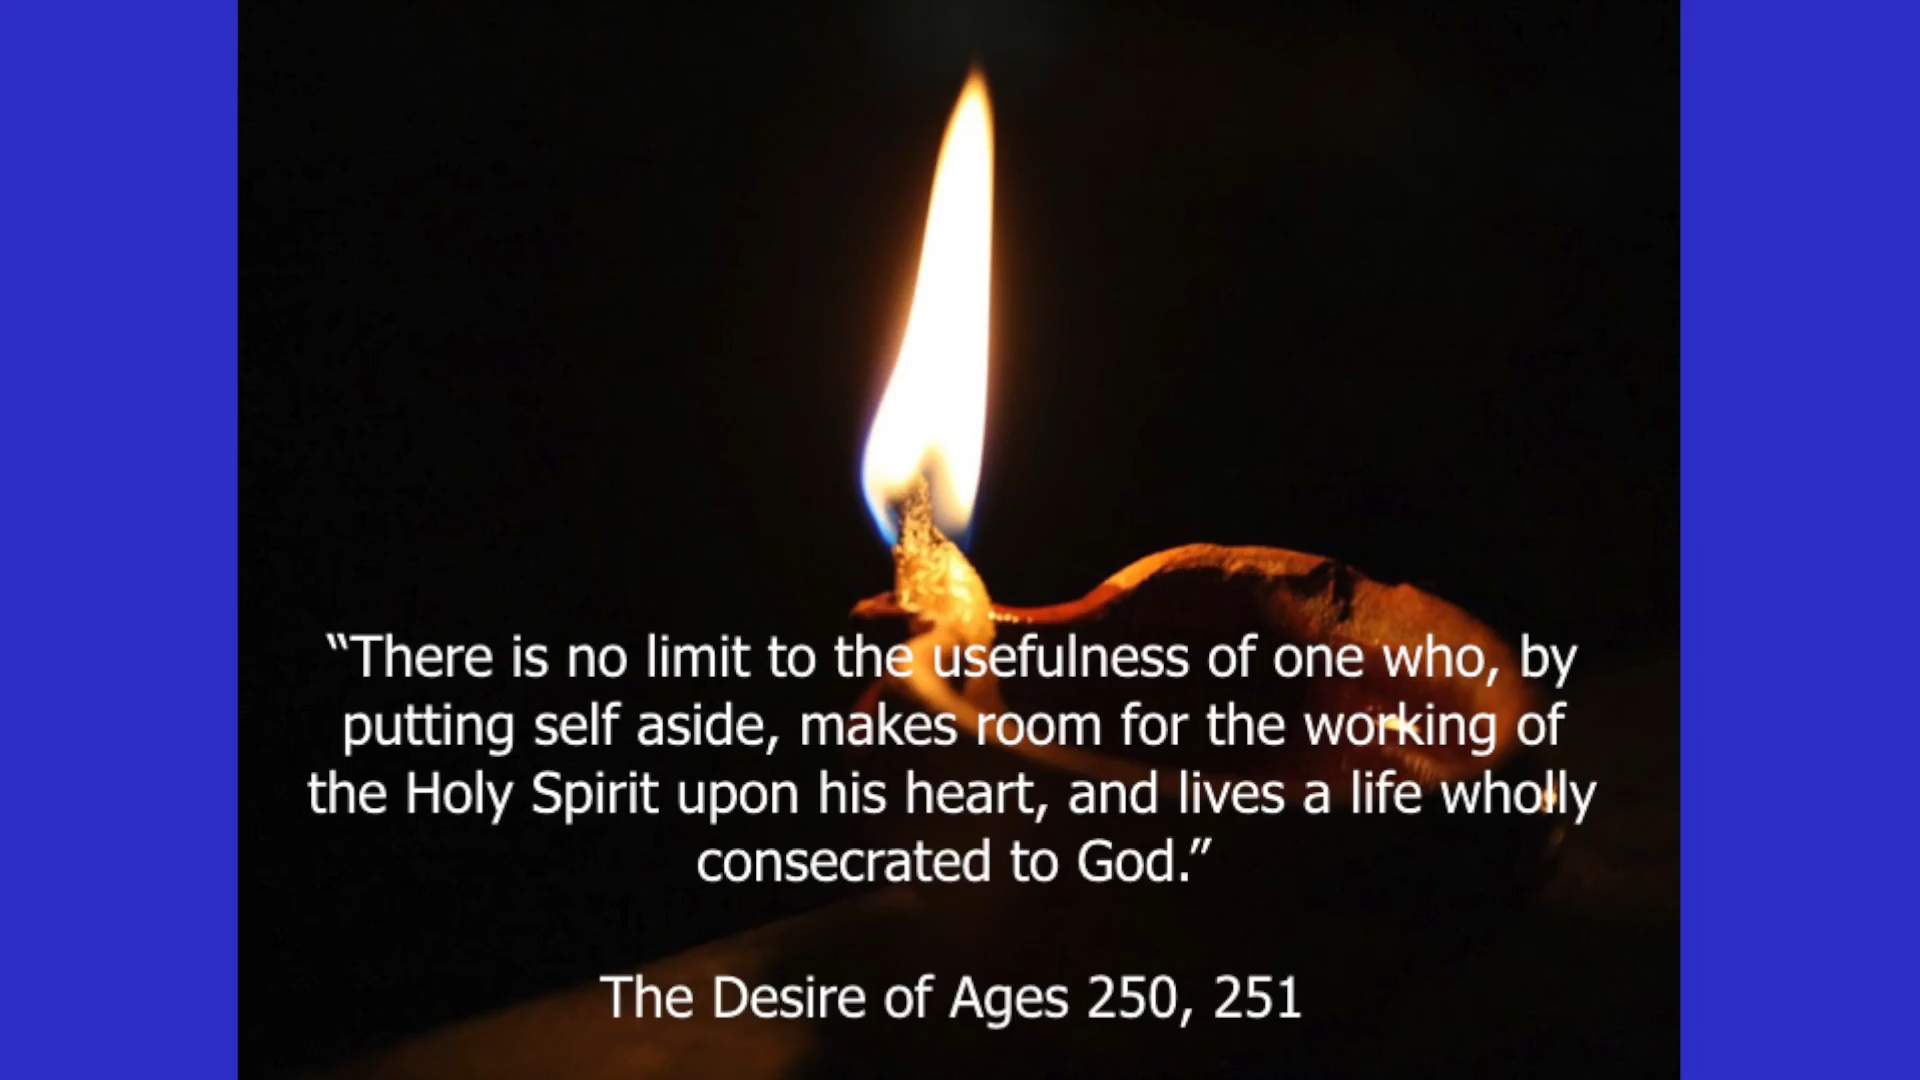 “There is no limit to the usefulness of one who, by
putting self aside, makes room for the working of
the Holy Spirit upon his heart, and lives a life wholly
consecrated to God.”
The Desire of Ages 250, 251